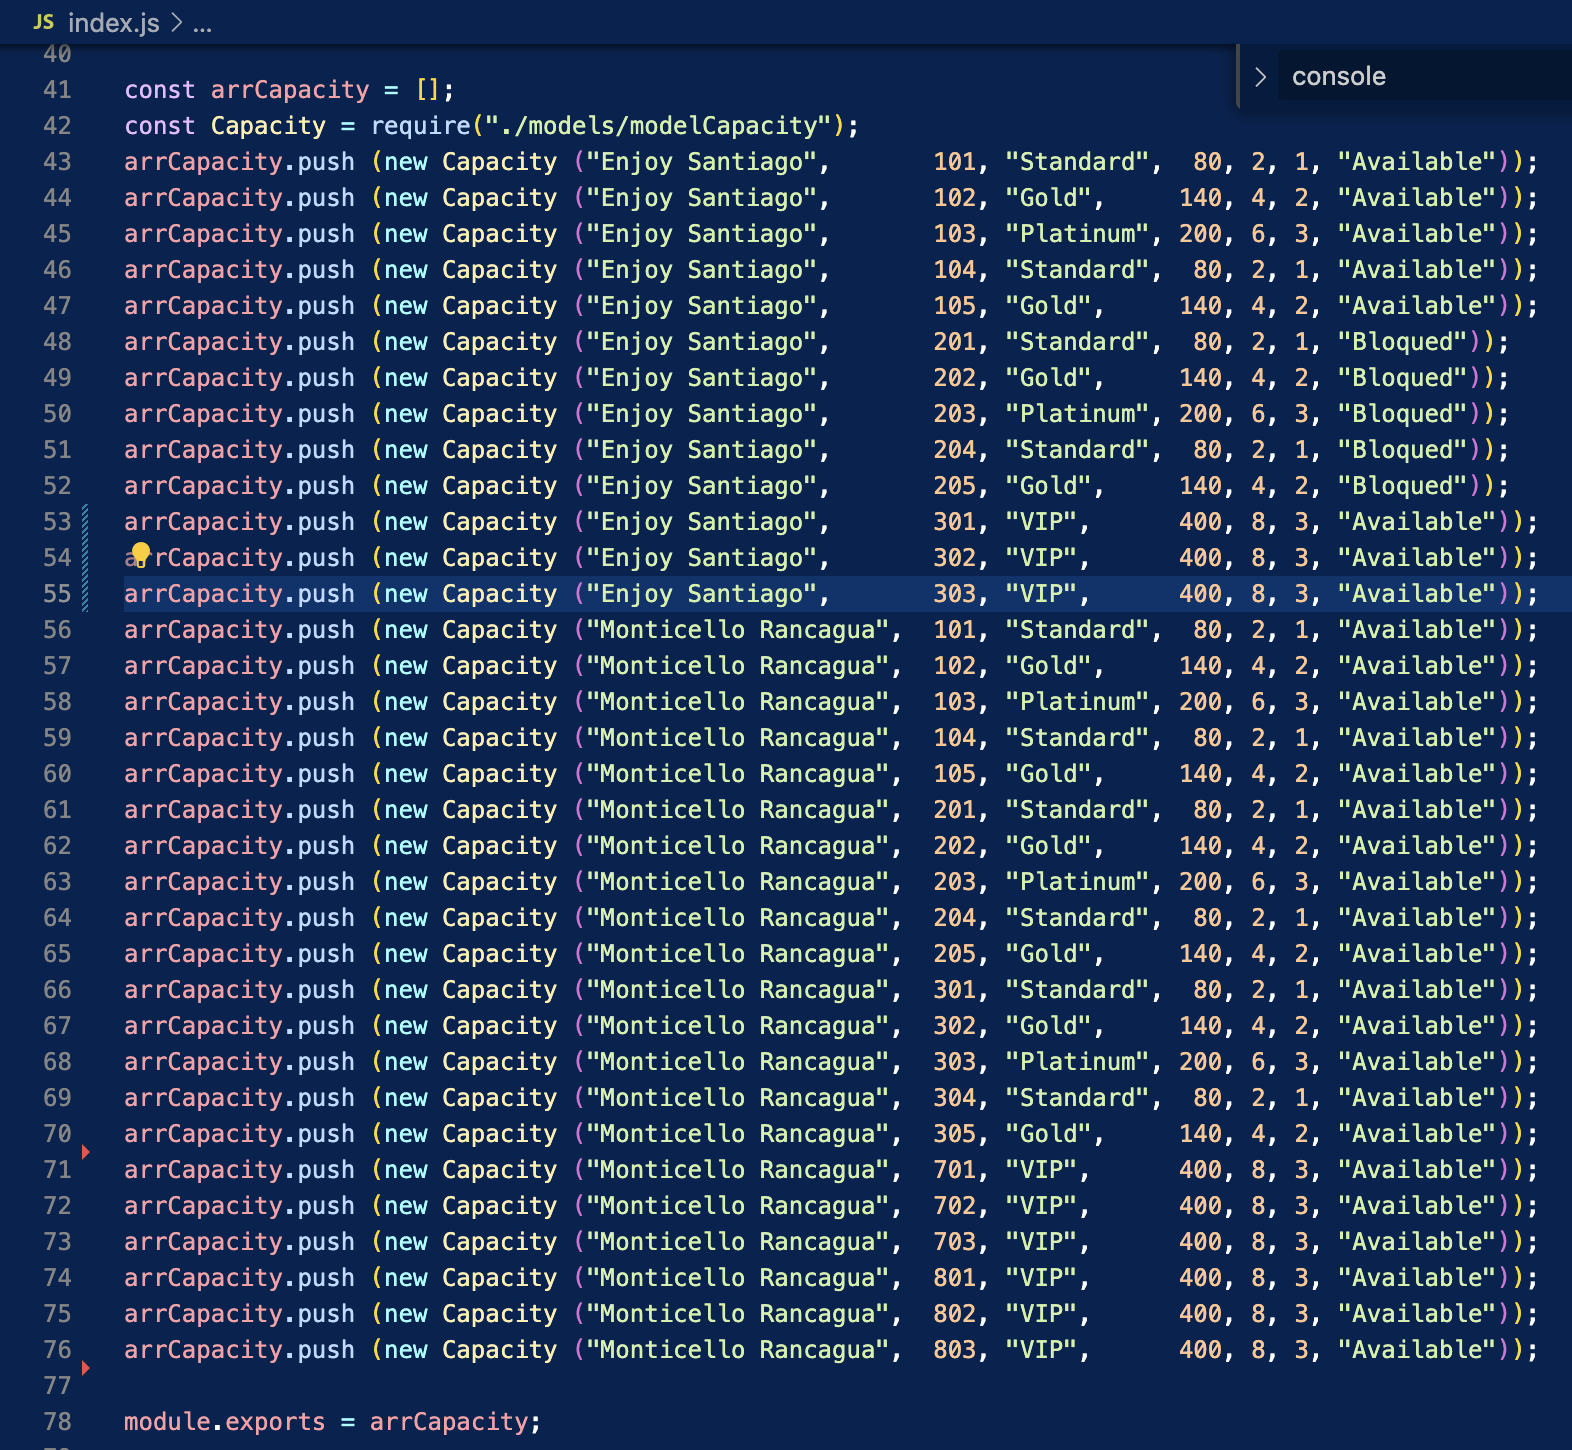 JS index.js > ...
40
console
41 const arrCapacity = [];
42 const Capacity = require("./models/modelCapacity");
43 arrCapacity.push (new Capacity ("Enjoy Santiago",       101, "Standard",  80, 2, 1, "Available"));
44 arrCapacity.push (new Capacity ("Enjoy Santiago",       102, "Gold",     140, 4, 2, "Available"));
45 arrCapacity.push (new Capacity ("Enjoy Santiago",       103, "Platinum", 200, 6, 3, "Available"));
46 arrCapacity.push (new Capacity ("Enjoy Santiago",       104, "Standard",  80, 2, 1, "Available"));
47 arrCapacity.push (new Capacity ("Enjoy Santiago",       105, "Gold",     140, 4, 2, "Available"));
48 arrCapacity.push (new Capacity ("Enjoy Santiago",       201, "Standard",  80, 2, 1, "Bloqued"));
49 arrCapacity.push (new Capacity ("Enjoy Santiago",       202, "Gold",     140, 4, 2, "Bloqued"));
50 arrCapacity.push (new Capacity ("Enjoy Santiago",       203, "Platinum", 200, 6, 3, "Bloqued"));
51 arrCapacity.push (new Capacity ("Enjoy Santiago",       204, "Standard",  80, 2, 1, "Bloqued"));
52 arrCapacity.push (new Capacity ("Enjoy Santiago",       205, "Gold",     140, 4, 2, "Bloqued"));
53 arrCapacity.push (new Capacity ("Enjoy Santiago",       301, "VIP",      400, 8, 3, "Available"));
54 arrCapacity.push (new Capacity ("Enjoy Santiago",       302, "VIP",      400, 8, 3, "Available"));
55 arrCapacity.push (new Capacity ("Enjoy Santiago",       303, "VIP",      400, 8, 3, "Available"));
56 arrCapacity.push (new Capacity ("Monticello Rancagua",  101, "Standard",  80, 2, 1, "Available"));
57 arrCapacity.push (new Capacity ("Monticello Rancagua",  102, "Gold",     140, 4, 2, "Available"));
58 arrCapacity.push (new Capacity ("Monticello Rancagua",  103, "Platinum", 200, 6, 3, "Available"));
59 arrCapacity.push (new Capacity ("Monticello Rancagua",  104, "Standard",  80, 2, 1, "Available"));
60 arrCapacity.push (new Capacity ("Monticello Rancagua",  105, "Gold",     140, 4, 2, "Available"));
61 arrCapacity.push (new Capacity ("Monticello Rancagua",  201, "Standard",  80, 2, 1, "Available"));
62 arrCapacity.push (new Capacity ("Monticello Rancagua",  202, "Gold",     140, 4, 2, "Available"));
63 arrCapacity.push (new Capacity ("Monticello Rancagua",  203, "Platinum", 200, 6, 3, "Available"));
64 arrCapacity.push (new Capacity ("Monticello Rancagua",  204, "Standard",  80, 2, 1, "Available"));
65 arrCapacity.push (new Capacity ("Monticello Rancagua",  205, "Gold",     140, 4, 2, "Available"));
66 arrCapacity.push (new Capacity ("Monticello Rancagua",  301, "Standard",  80, 2, 1, "Available"));
67 arrCapacity.push (new Capacity ("Monticello Rancagua",  302, "Gold",     140, 4, 2, "Available"));
68 arrCapacity.push (new Capacity ("Monticello Rancagua",  303, "Platinum", 200, 6, 3, "Available"));
69 arrCapacity.push (new Capacity ("Monticello Rancagua",  304, "Standard",  80, 2, 1, "Available"));
70 arrCapacity.push (new Capacity ("Monticello Rancagua",  305, "Gold",     140, 4, 2, "Available"));
71 arrCapacity.push (new Capacity ("Monticello Rancagua",  701, "VIP",      400, 8, 3, "Available"));
72 arrCapacity.push (new Capacity ("Monticello Rancagua",  702, "VIP",      400, 8, 3, "Available"));
73 arrCapacity.push (new Capacity ("Monticello Rancagua",  703, "VIP",      400, 8, 3, "Available"));
74 arrCapacity.push (new Capacity ("Monticello Rancagua",  801, "VIP",      400, 8, 3, "Available"));
75 arrCapacity.push (new Capacity ("Monticello Rancagua",  802, "VIP",      400, 8, 3, "Available"));
76 arrCapacity.push (new Capacity ("Monticello Rancagua",  803, "VIP",      400, 8, 3, "Available"));
77
78 module.exports = arrCapacity;